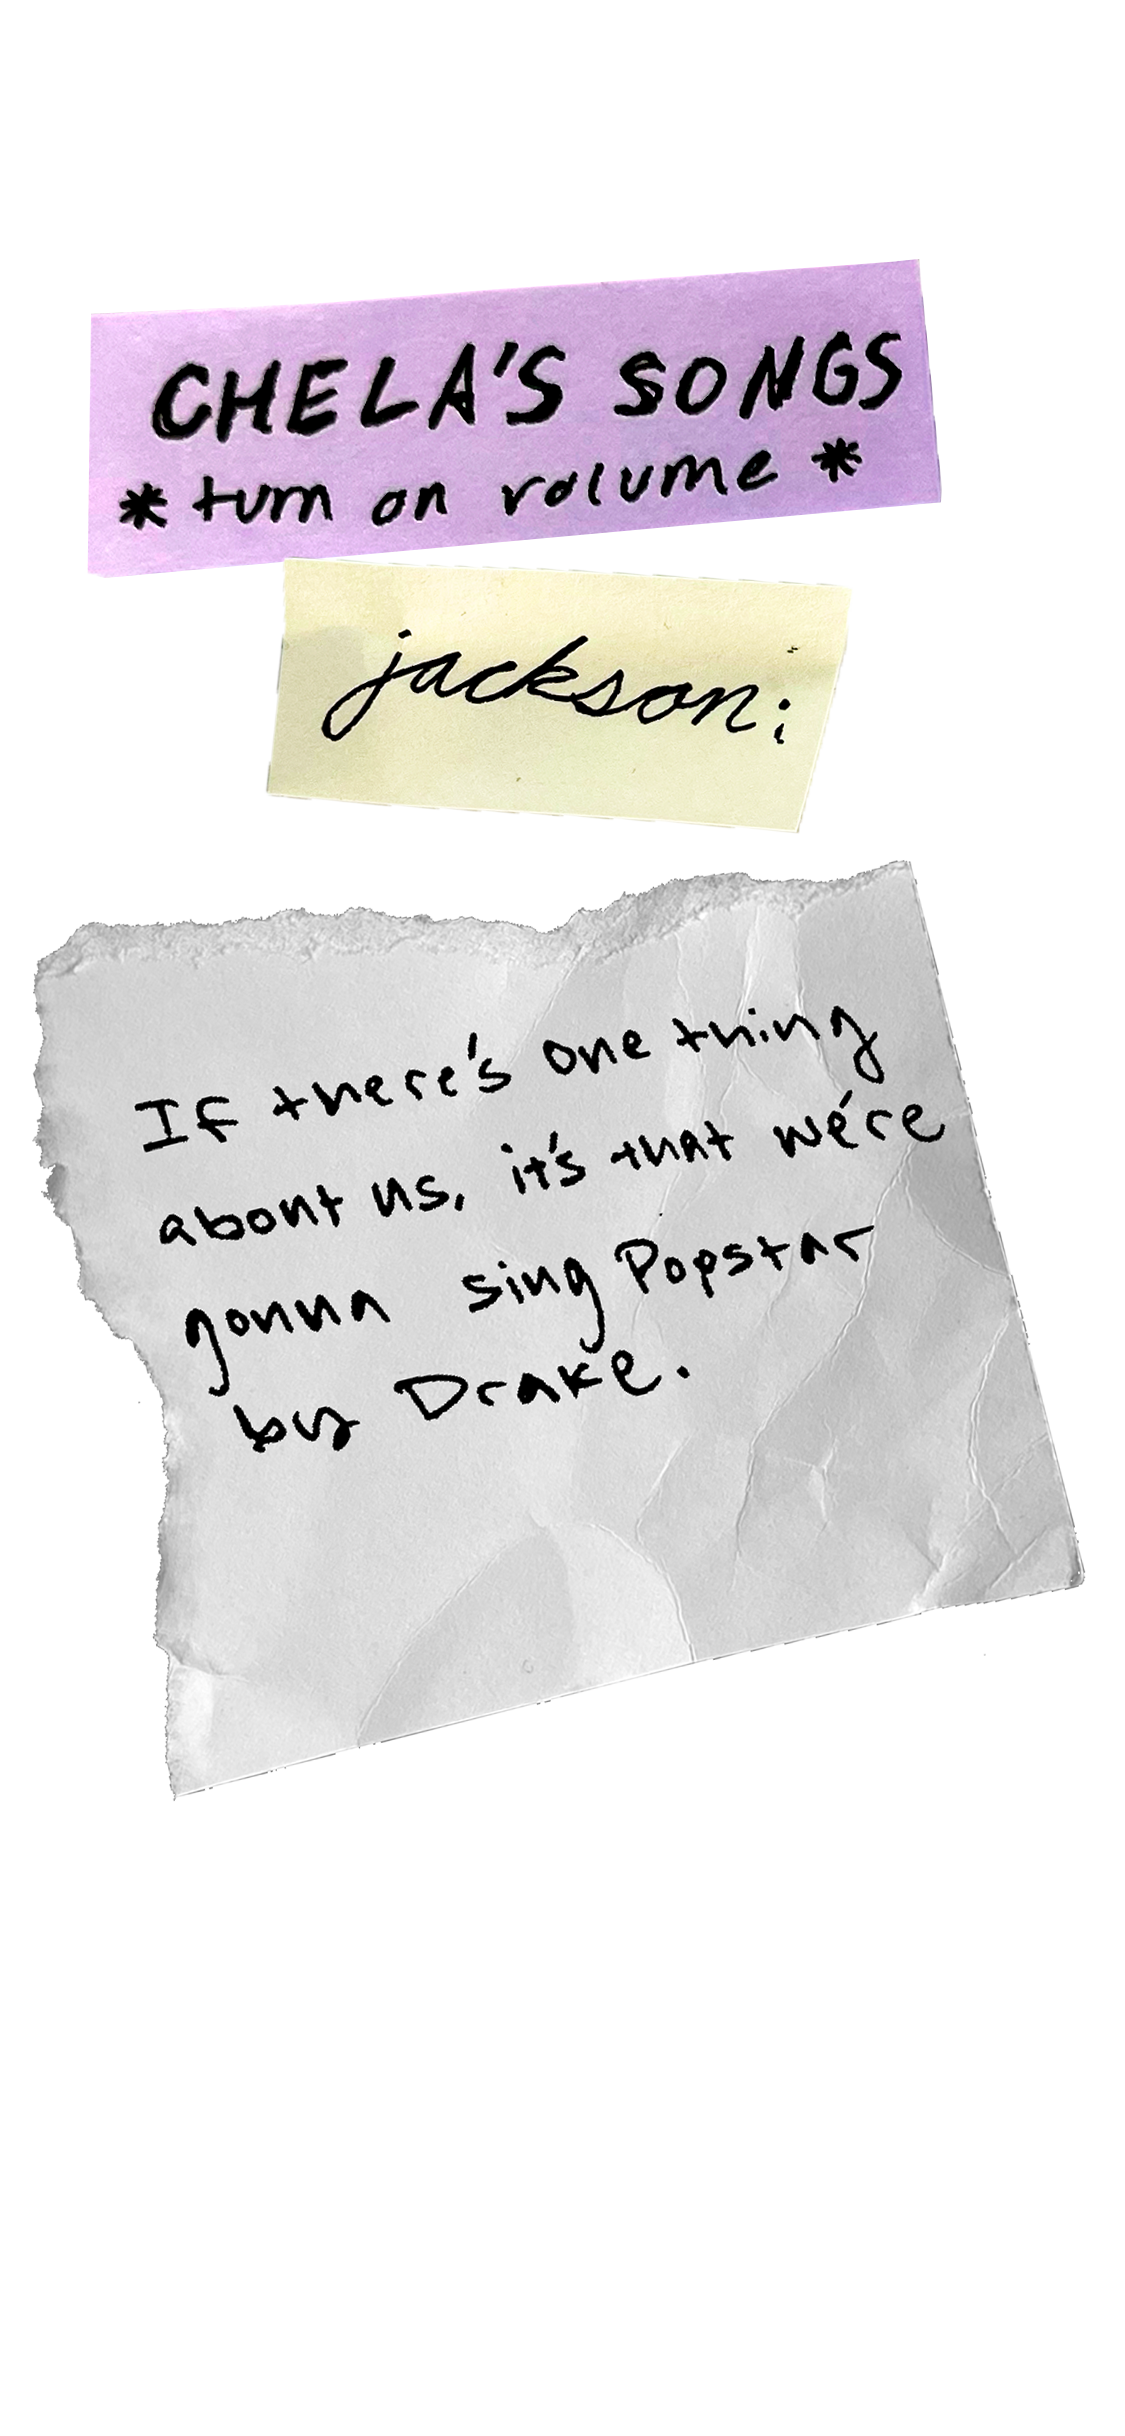 CHELA'S SONGS
* turn on volume *
jackson:
If there's one thing
about us, it's that we're
gonna sing Popstar
by Drake.